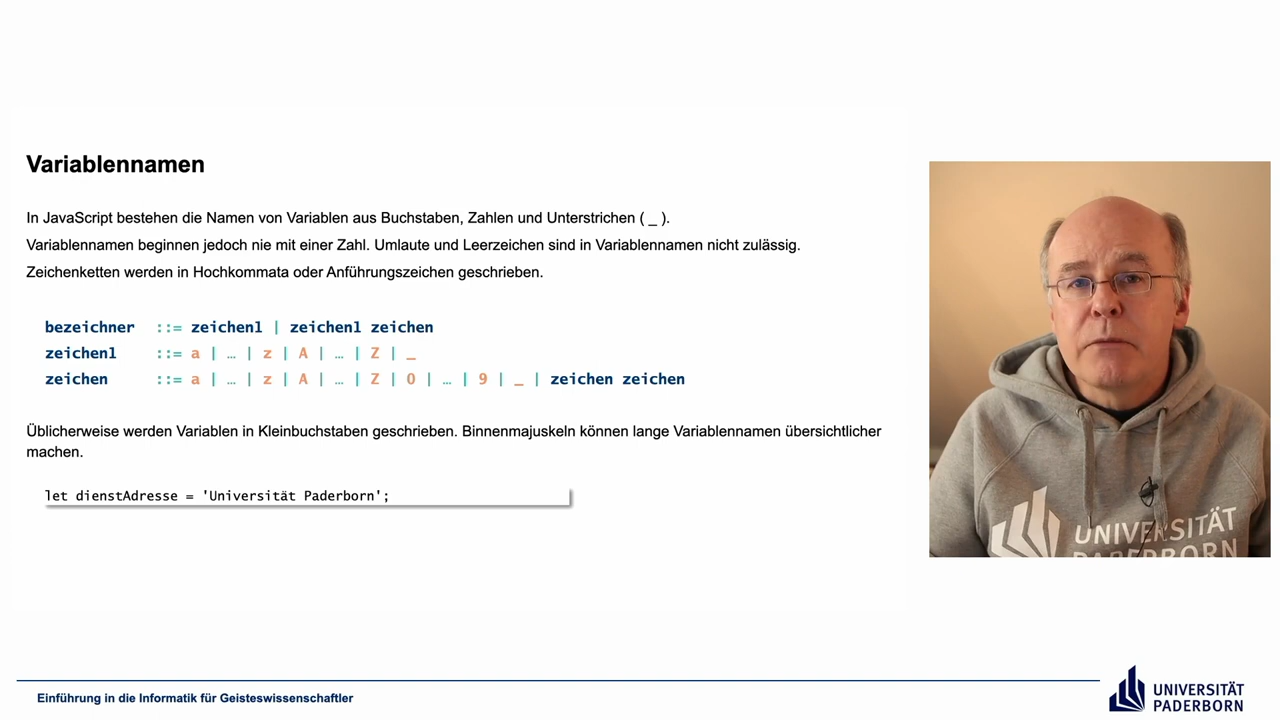 Variablennamen
In JavaScript bestehen die Namen von Variablen aus Buchstaben, Zahlen und Unterstrichen ( _ ).
Variablennamen beginnen jedoch nie mit einer Zahl. Umlaute und Leerzeichen sind in Variablennamen nicht zulässig.
Zeichenketten werden in Hochkommata oder Anführungszeichen geschrieben.
bezeichner ::= zeichen1 | zeichen1 zeichen
zeichen1 ::= a | … | z | A | … | Z | _
zeichen ::= a | … | z | A | … | Z | 0 | … | 9 | _ | zeichen zeichen
Üblicherweise werden Variablen in Kleinbuchstaben geschrieben. Binnenmajuskeln können lange Variablennamen übersichtlicher
machen.
let dienstAdresse = 'Universität Paderborn';
UNIVERSITÄT
PADERBORN
Einführung in die Informatik für Geisteswissenschaftler
UNIVERSITÄT
PADERBORN